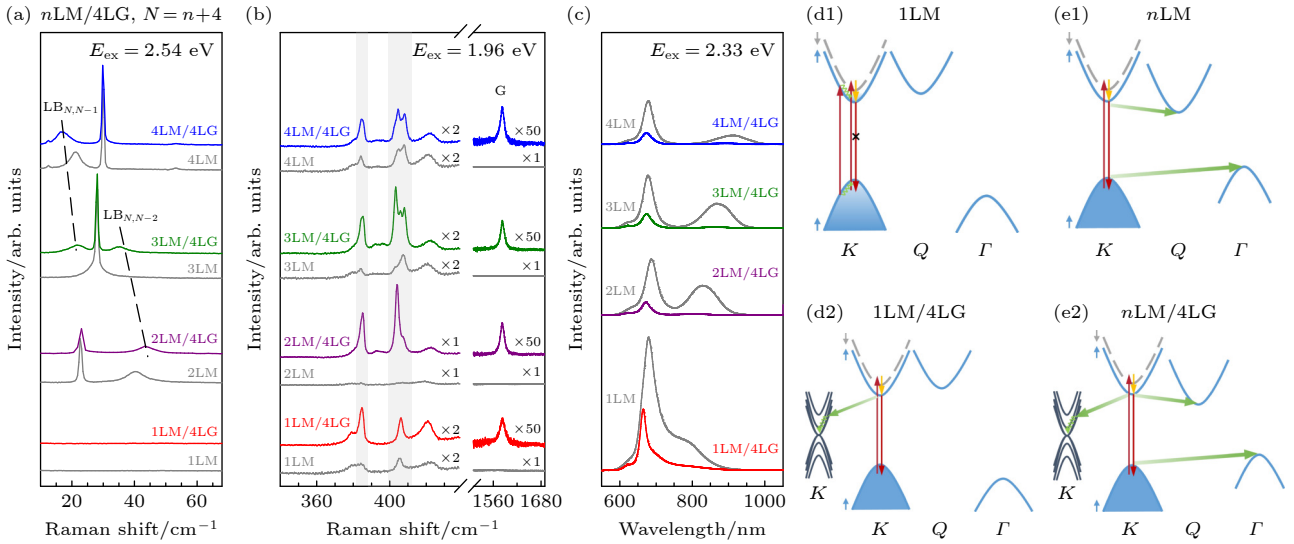 (a) nLM/4LG, N = n+4
E_ex = 2.54 eV
LB_N,N−1
4LM/4LG
4LM
LB_N,N−2
3LM/4LG
3LM
2LM/4LG
2LM
1LM/4LG
1LM
20 40 60
Raman shift/cm⁻¹
Intensity/arb. units
(b)
E_ex = 1.96 eV
G
4LM/4LG ×2 ×50
4LM ×2 ×1
3LM/4LG ×2 ×50
3LM ×2 ×1
2LM/4LG ×1 ×50
2LM ×1 ×1
1LM/4LG ×2 ×50
1LM ×2 ×1
360 400 1560 1680
Raman shift/cm⁻¹
Intensity/arb. units
(c)
E_ex = 2.33 eV
4LM 4LM/4LG
3LM 3LM/4LG
2LM 2LM/4LG
1LM
1LM/4LG
600 800 1000
Wavelength/nm
Intensity/arb. units
(d1) 1LM
K Q Γ
(e1) nLM
K Q Γ
(d2) 1LM/4LG
K
K Q Γ
(e2) nLM/4LG
K
K Q Γ